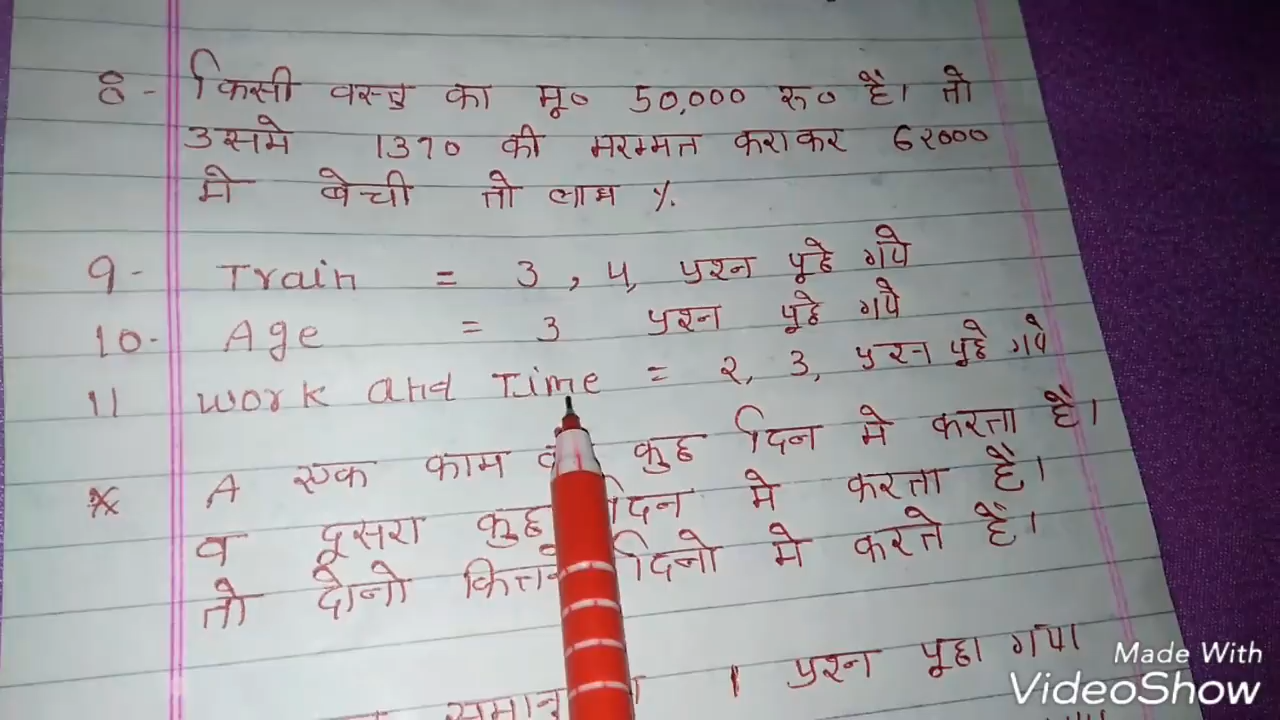 8- किसी वस्तु का मू० 50,000 रु० है। तो
उसमे 1370 की मरम्मत कराकर 62000
मे बेची तो लाभ %.
9- Train = 3, 4, प्रश्न पूछे गये
10- Age = 3 प्रश्न पूछे गये
11 Work and Time = 2, 3, प्रश्न पूछे गये
* A एक काम कुछ दिन मे करता है।
व दूसरा कुछ दिन मे करता है।
तो दोनो कितने दिनो मे करते है।
1 प्रश्न पूछा गया
Made With
VideoShow